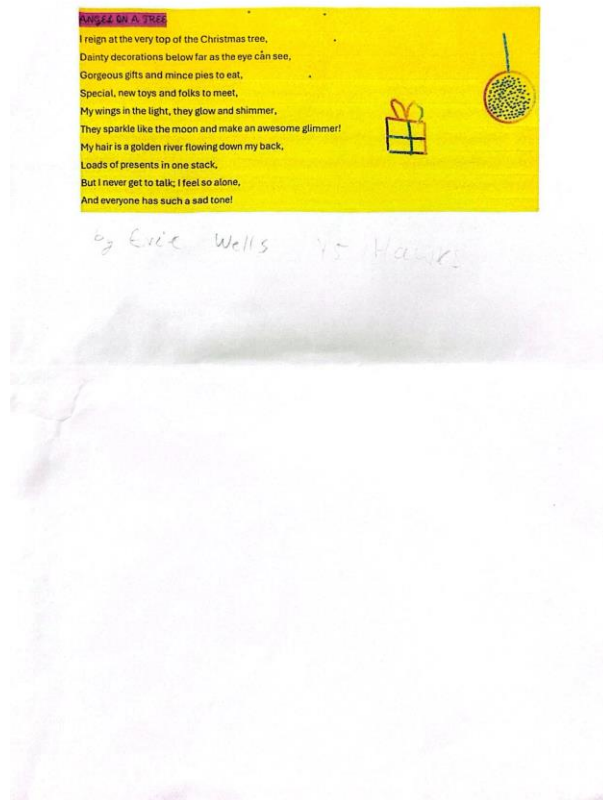 ANGEL ON A TREE
I reign at the very top of the Christmas tree,
Dainty decorations below far as the eye can see,
Gorgeous gifts and mince pies to eat,
Special, new toys and folks to meet,
My wings in the light, they glow and shimmer,
They sparkle like the moon and make an awesome glimmer!
My hair is a golden river flowing down my back,
Loads of presents in one stack,
But I never get to talk; I feel so alone,
And everyone has such a sad tone!
by Evie Wells Y5 Hawks